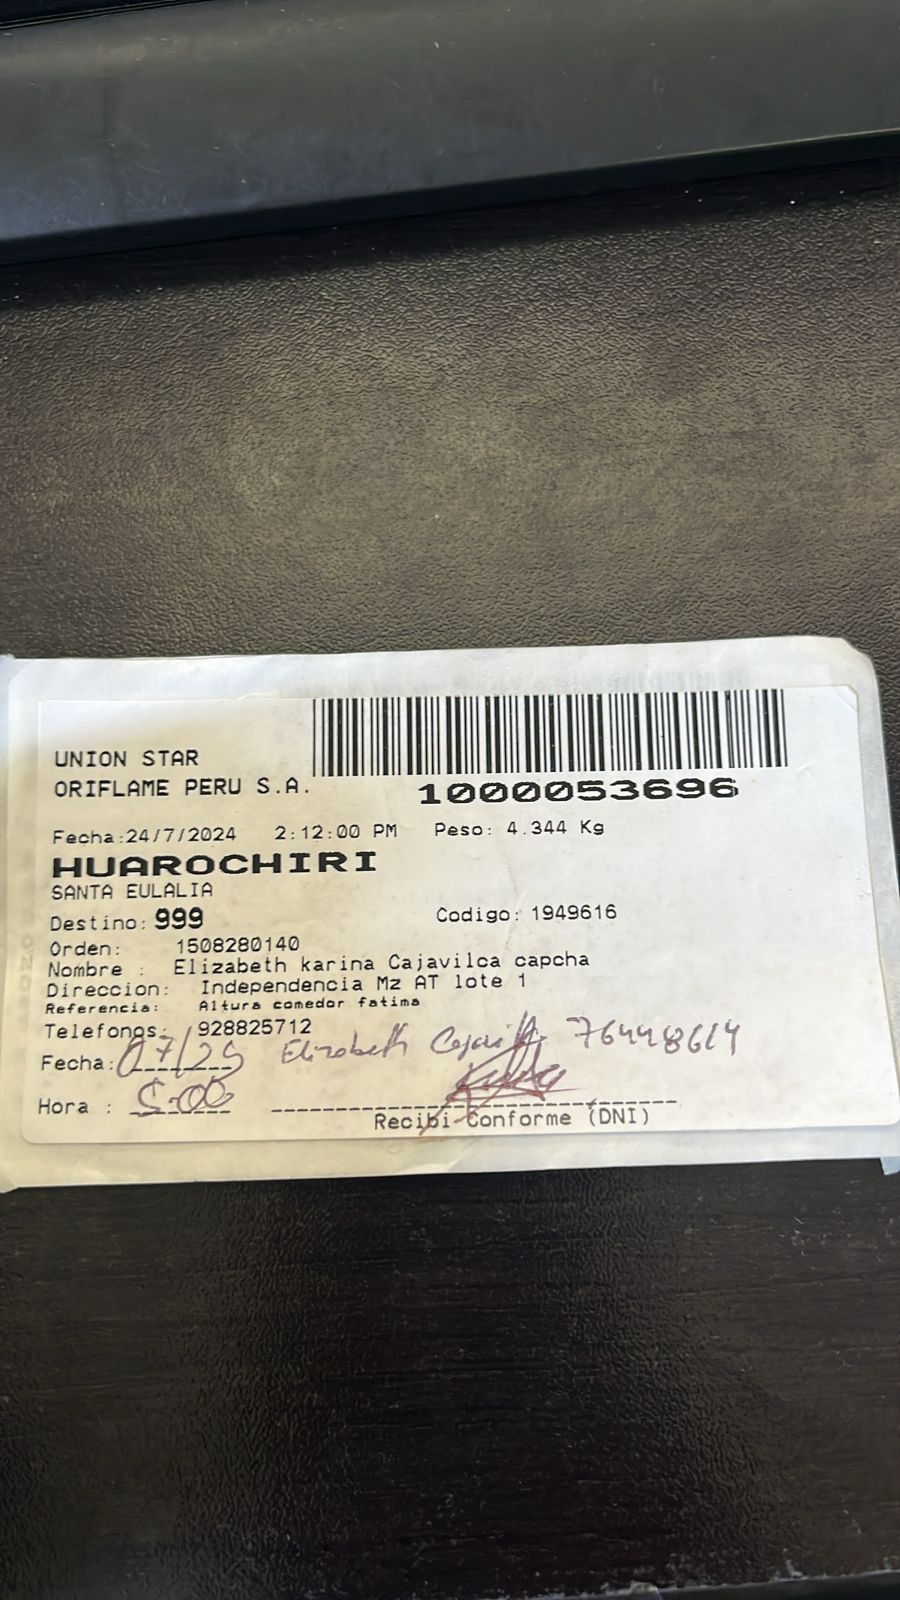 UNION STAR
ORIFLAME PERU S.A.
1000053696
Fecha:24/7/2024 2:12:00 PM Peso: 4.344 Kg
HUAROCHIRI
SANTA EULALIA
Destino: 999 Codigo: 1949616
Orden: 1508280140
Nombre : Elizabeth karina Cajavilca capcha
Direccion: Independencia Mz AT lote 1
Referencia: Altura comedor fatima
Telefonos: 928825712
Fecha: 07/25 Elizabeth 76448614
Hora : 5:00
Recibi Conforme (DNI)